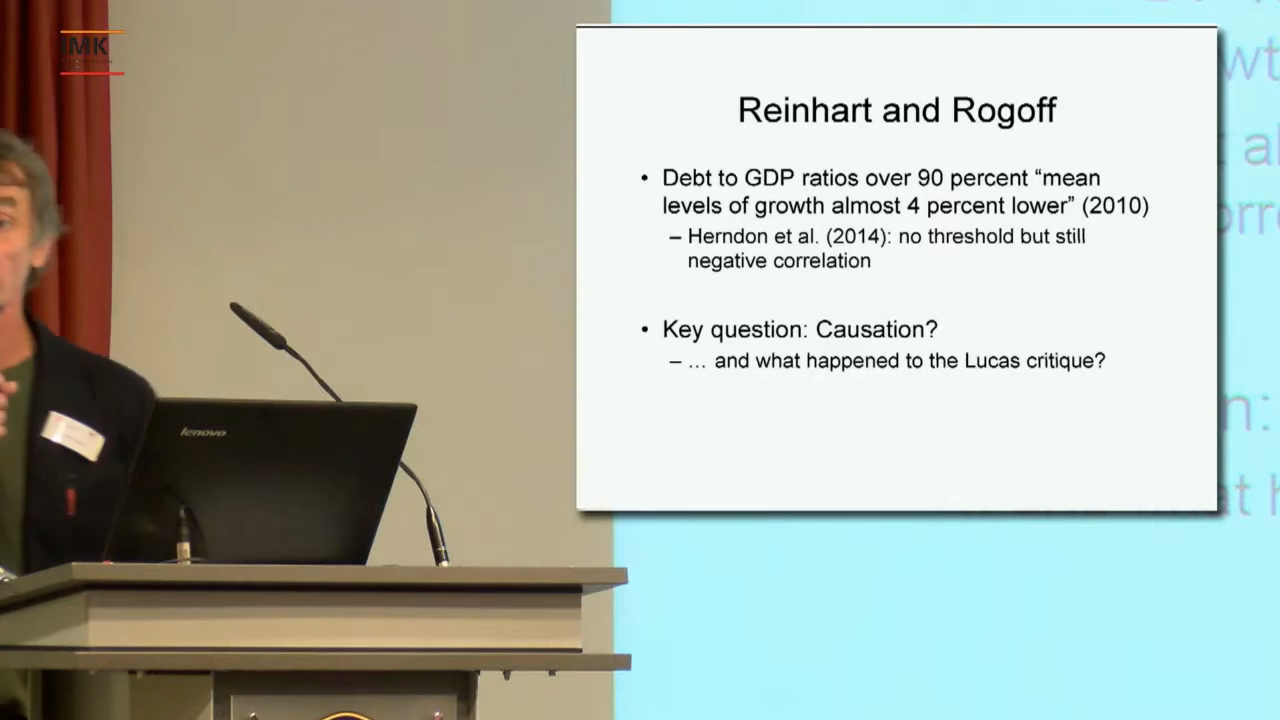 IMK
lenovo
Reinhart and Rogoff
• Debt to GDP ratios over 90 percent “mean
levels of growth almost 4 percent lower” (2010)
– Herndon et al. (2014): no threshold but still
negative correlation
• Key question: Causation?
– … and what happened to the Lucas critique?